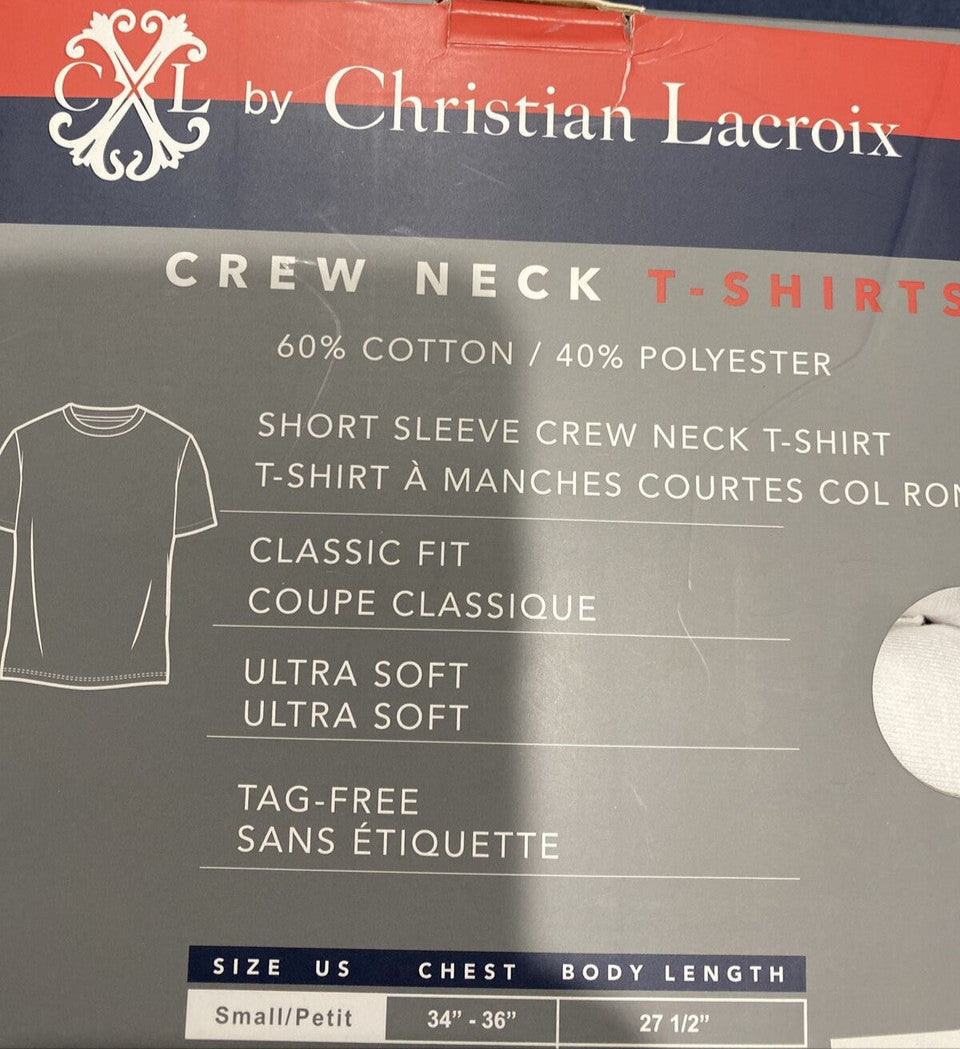 CXL by Christian Lacroix
CREW NECK T-SHIRTS
60% COTTON / 40% POLYESTER
SHORT SLEEVE CREW NECK T-SHIRT
T-SHIRT À MANCHES COURTES COL
CLASSIC FIT
COUPE CLASSIQUE
ULTRA SOFT
ULTRA SOFT
TAG-FREE
SANS ÉTIQUETTE
SIZE US CHEST BODY LENGTH
Small/Petit 34” - 36” 27 1/2”